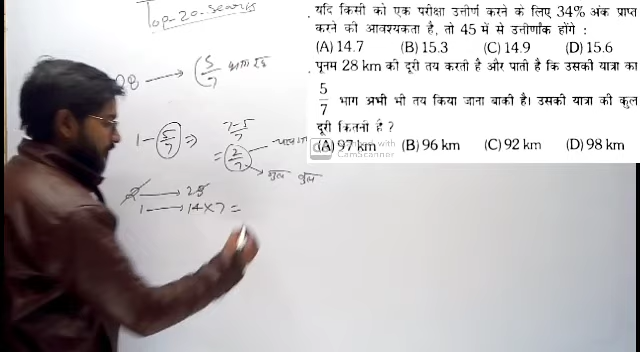 Top-20-Search
यदि किसी को एक परीक्षा उत्तीर्ण करने के लिए 34% अंक प्राप्त
करने की आवश्यकता है, तो 45 में से उत्तीर्णांक होंगे :
(A) 14.7 (B) 15.3 (C) 14.9 (D) 15.6
पूनम 28 km की दूरी तय करती है और पाती है कि उसकी यात्रा का
5/7 भाग अभी भी तय किया जाना बाकी है। उसकी यात्रा की कुल
दूरी कितनी है ?
(A) 97 km (B) 96 km (C) 92 km (D) 98 km
CamScanner
28 → (5/7
1 - (5/7) ⇒ 7-5/7
= (2/7)
2 → 28
1 → 14×7 =